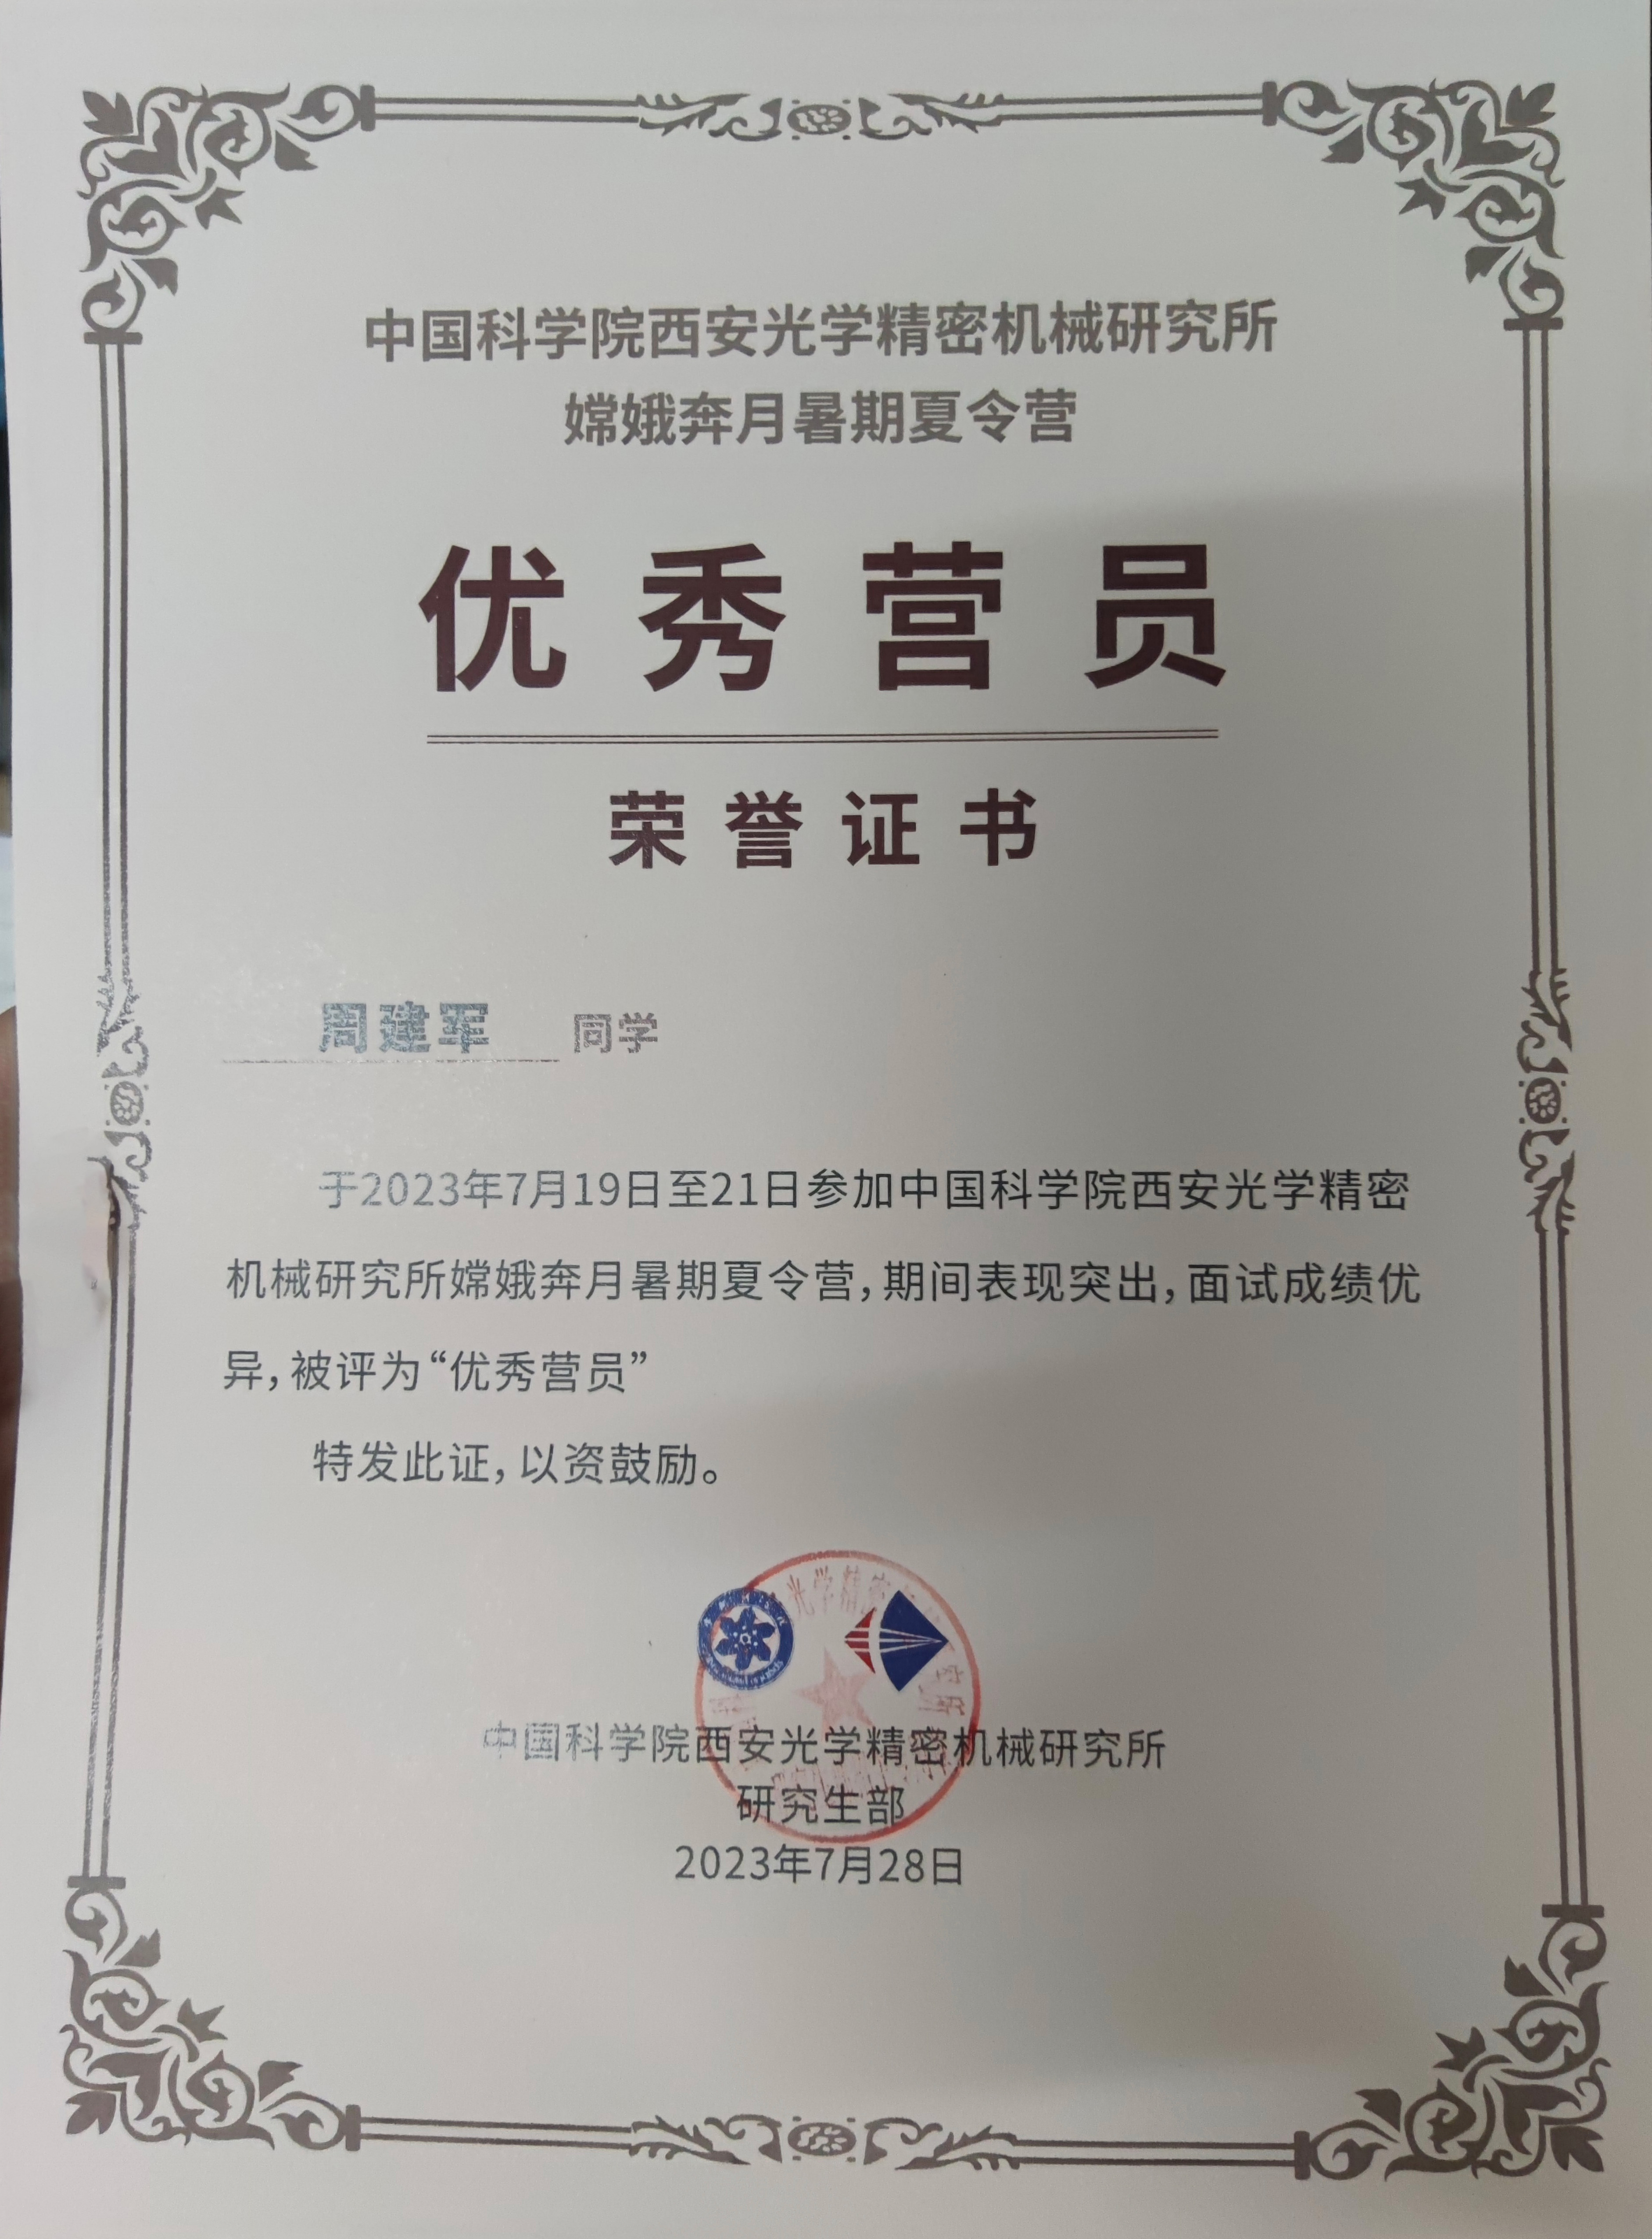 中国科学院西安光学精密机械研究所
嫦娥奔月暑期夏令营
优秀营员
荣誉证书
周建军 同学
于2023年7月19日至21日参加中国科学院西安光学精密
机械研究所嫦娥奔月暑期夏令营,期间表现突出,面试成绩优
异,被评为“优秀营员”
特发此证,以资鼓励。
光学精密
究所
中国科学院西安光学精密机械研究所
研究生部
2023年7月28日